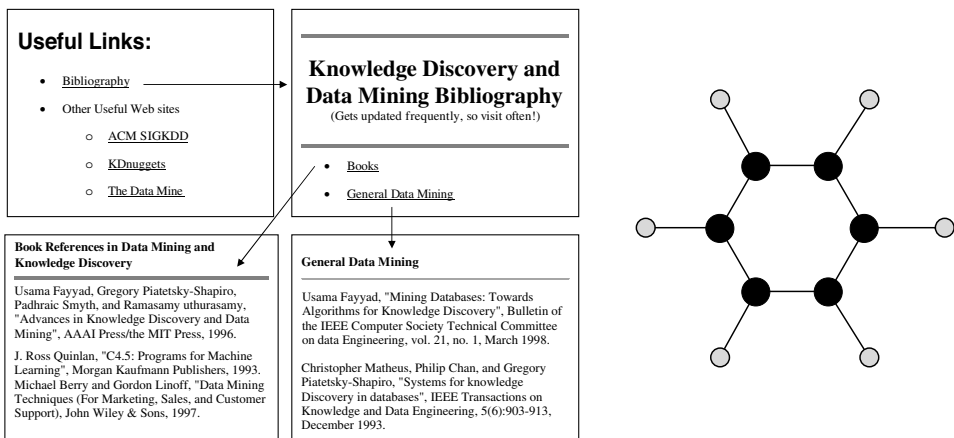 Useful Links:
• Bibliography
• Other Useful Web sites
o ACM SIGKDD
o KDnuggets
o The Data Mine
Knowledge Discovery and
Data Mining Bibliography
(Gets updated frequently, so visit often!)
• Books
• General Data Mining
Book References in Data Mining and
Knowledge Discovery
Usama Fayyad, Gregory Piatetsky-Shapiro,
Padhraic Smyth, and Ramasamy uthurasamy,
"Advances in Knowledge Discovery and Data
Mining", AAAI Press/the MIT Press, 1996.
J. Ross Quinlan, "C4.5: Programs for Machine
Learning", Morgan Kaufmann Publishers, 1993.
Michael Berry and Gordon Linoff, "Data Mining
Techniques (For Marketing, Sales, and Customer
Support), John Wiley & Sons, 1997.
General Data Mining
Usama Fayyad, "Mining Databases: Towards
Algorithms for Knowledge Discovery", Bulletin of
the IEEE Computer Society Technical Committee
on data Engineering, vol. 21, no. 1, March 1998.
Christopher Matheus, Philip Chan, and Gregory
Piatetsky-Shapiro, "Systems for knowledge
Discovery in databases", IEEE Transactions on
Knowledge and Data Engineering, 5(6):903-913,
December 1993.